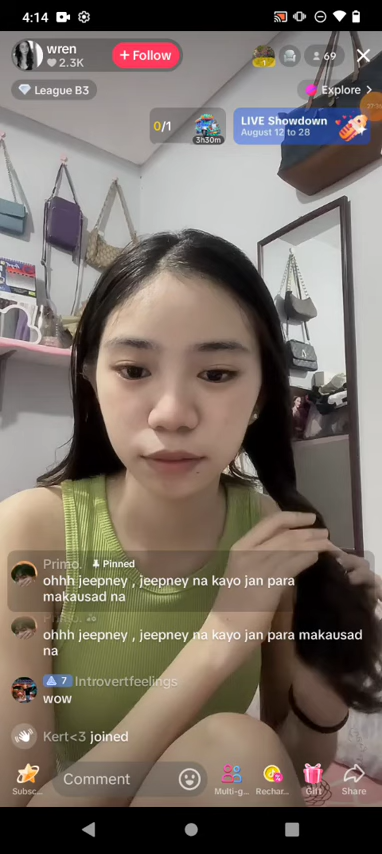 4:14
wren
2.3K
+ Follow
1
69
League B3
Explore
0/1
3h30m
LIVE Showdown
August 12 to 28
Primo. Pinned
ohhh jeepney , jeepney na kayo jan para
makausad na
ohhh jeepney , jeepney na kayo jan para makausad
na
7 Introvertfeelings
wow
Kert<3 joined
Comment
Subsc...
Multi-g...
Rechar...
Gift
Share